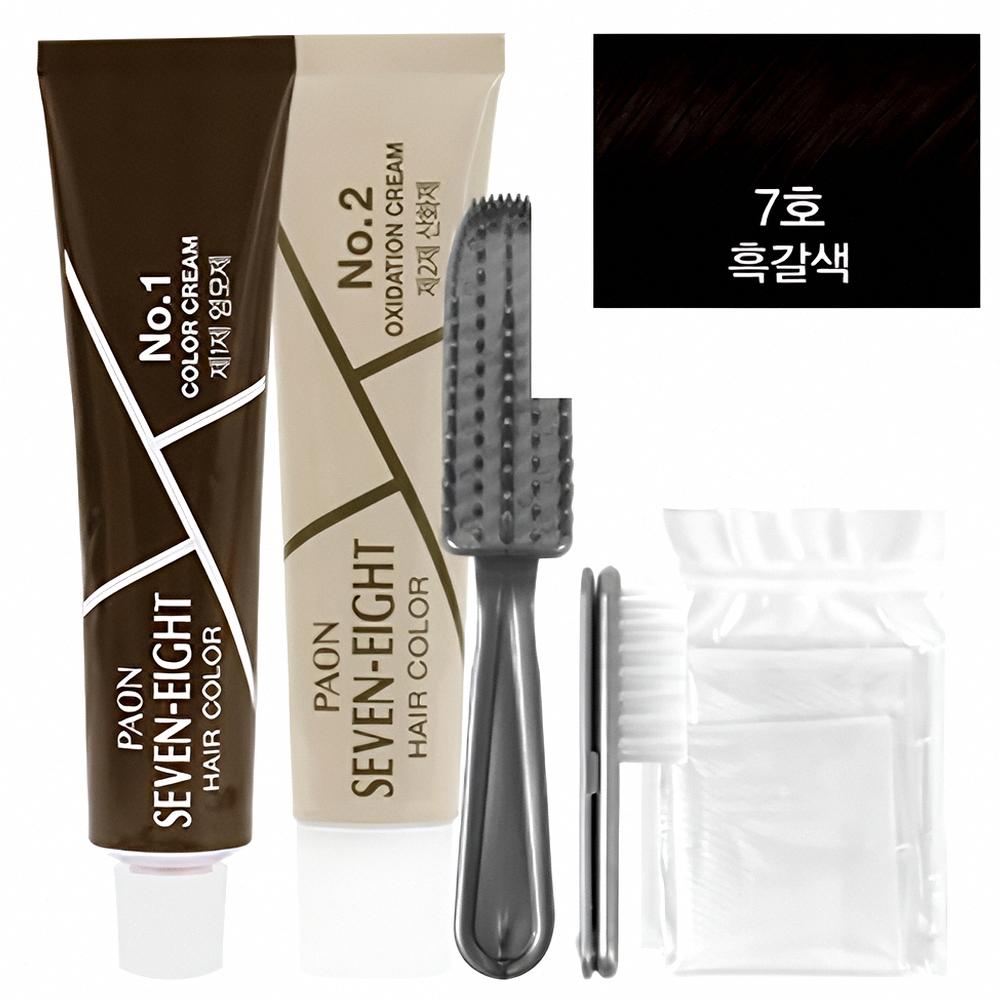 No.1
COLOR CREAM
제1제 염모제
PAON
SEVEN-EIGHT
HAIR COLOR
No.2
OXIDATION CREAM
제2제 산화제
PAON
SEVEN-EIGHT
HAIR COLOR
7호
흑갈색